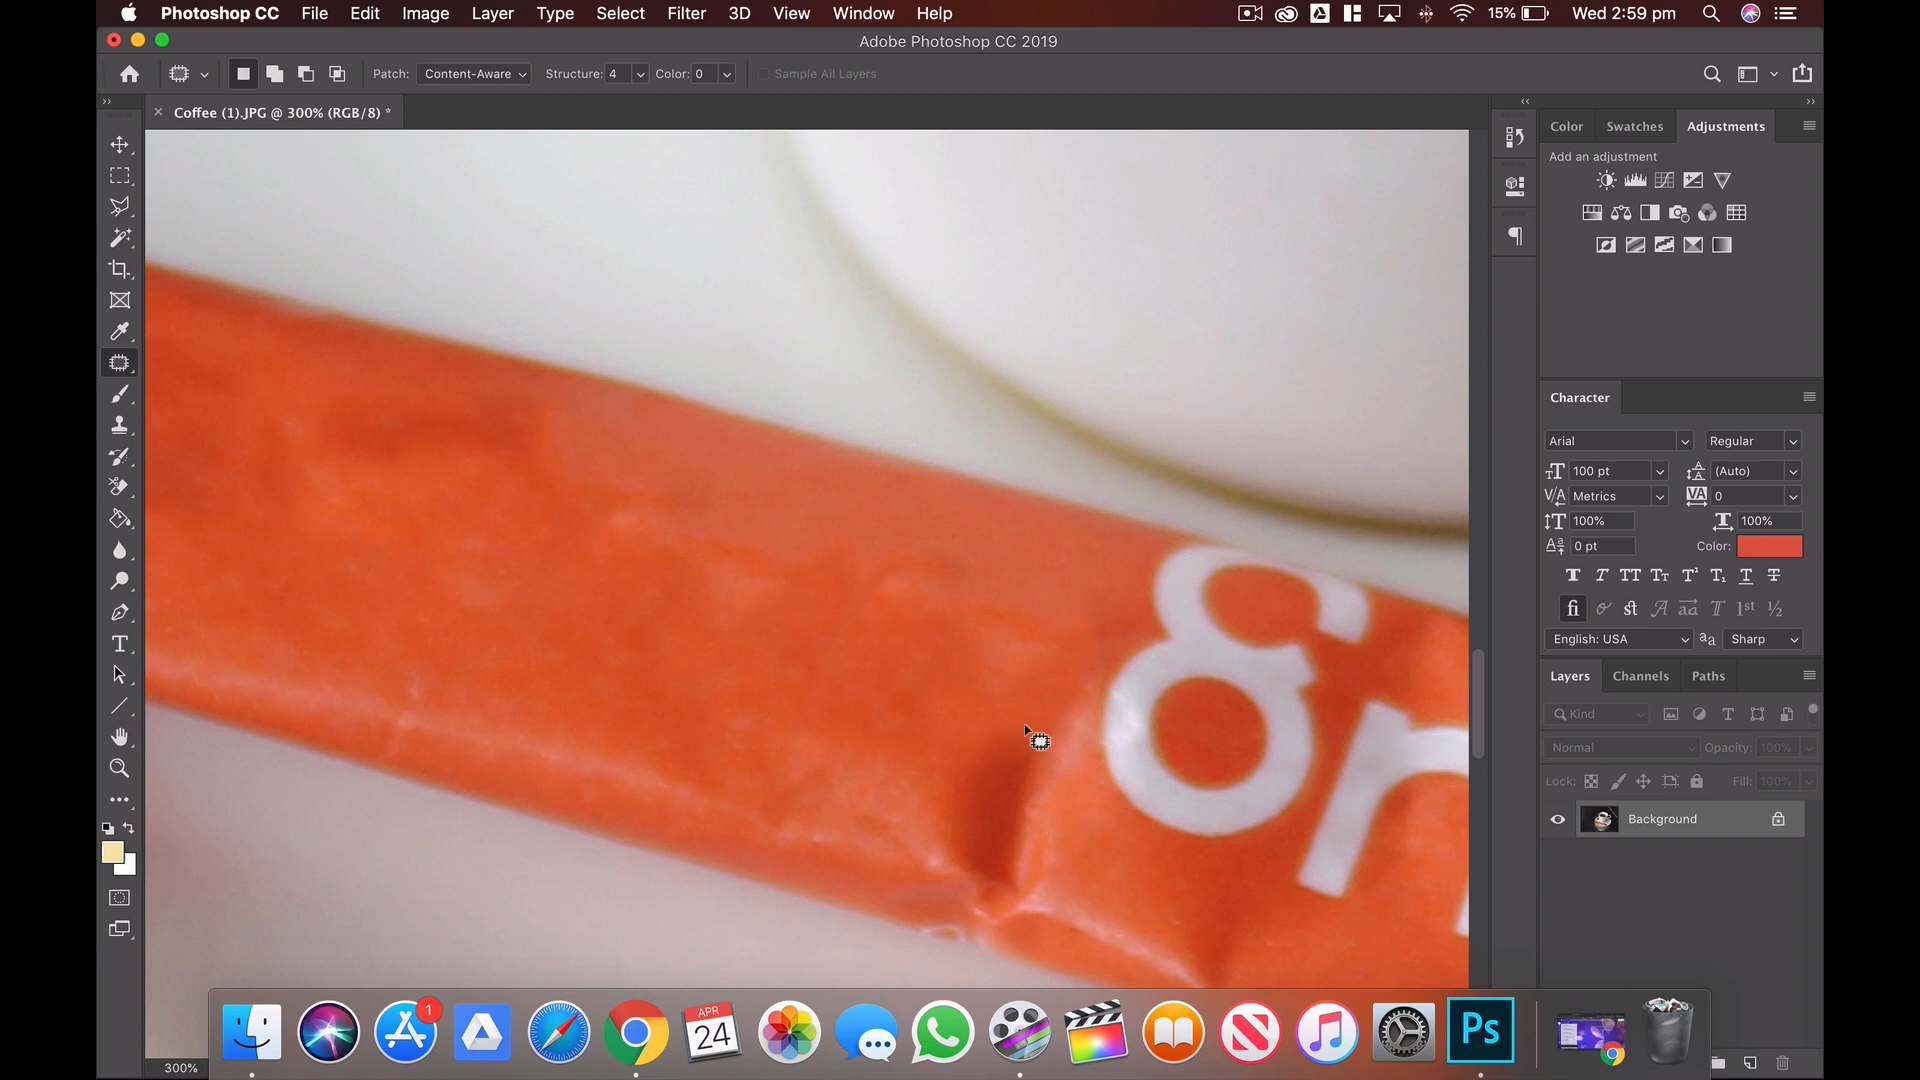 Photoshop CC File Edit Image Layer Type Select Filter 3D View Window Help 15% Wed 2:59 pm
Adobe Photoshop CC 2019
Patch: Content-Aware Structure: 4 Color: 0 Sample All Layers
Coffee (1).JPG @ 300% (RGB/8) *
Color Swatches Adjustments
Add an adjustment
Character
Arial Regular
100 pt (Auto)
Metrics 0
100% 100%
0 pt Color:
English: USA Sharp
Layers Channels Paths
Kind
Normal Opacity: 100%
Lock: Fill: 100%
Background
1
APR
24
Ps
300%